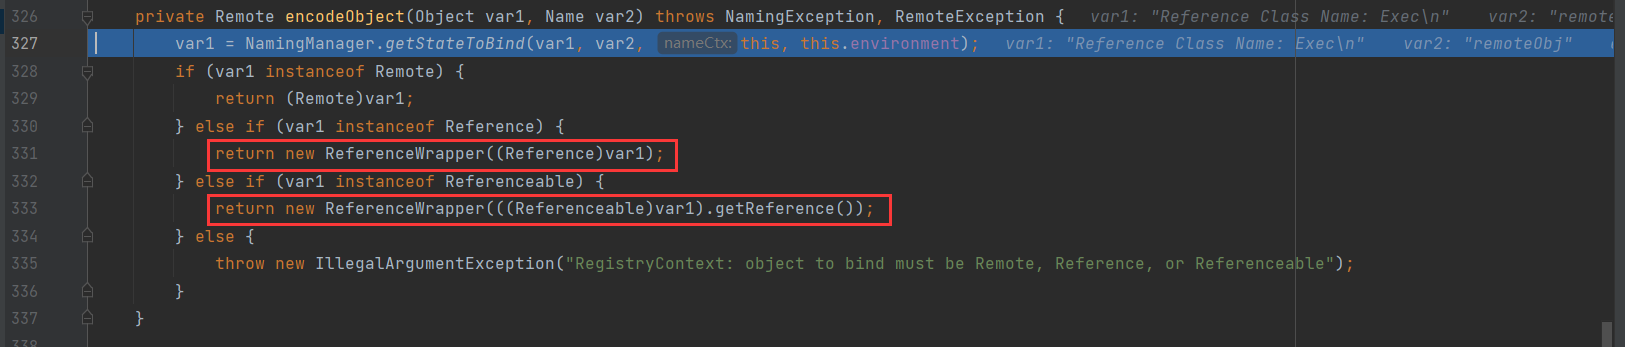 326 private Remote encodeObject(Object var1, Name var2) throws NamingException, RemoteException { var1: "Reference Class Name: Exec\n" var2: "remote
327 var1 = NamingManager.getStateToBind(var1, var2, nameCtx: this, this.environment); var1: "Reference Class Name: Exec\n" var2: "remoteObj"
328 if (var1 instanceof Remote) {
329 return (Remote)var1;
330 } else if (var1 instanceof Reference) {
331 return new ReferenceWrapper((Reference)var1);
332 } else if (var1 instanceof Referenceable) {
333 return new ReferenceWrapper(((Referenceable)var1).getReference());
334 } else {
335 throw new IllegalArgumentException("RegistryContext: object to bind must be Remote, Reference, or Referenceable");
336 }
337 }
338